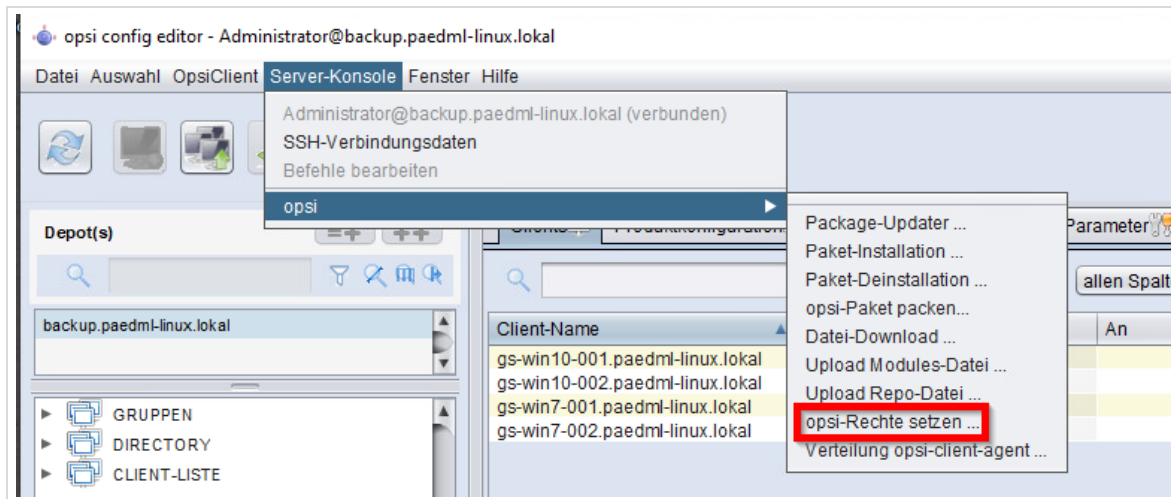 opsi config editor - Administrator@backup.paedml-linux.lokal
Datei Auswahl OpsiClient Server-Konsole Fenster Hilfe
Administrator@backup.paedml-linux.lokal (verbunden)
SSH-Verbindungsdaten
Befehle bearbeiten
opsi
Package-Updater ...
Paket-Installation ...
Paket-Deinstallation ...
opsi-Paket packen...
Datei-Download ...
Upload Modules-Datei ...
Upload Repo-Datei ...
opsi-Rechte setzen ...
Verteilung opsi-client-agent ...
Depot(s)
backup.paedml-linux.lokal
GRUPPEN
DIRECTORY
CLIENT-LISTE
Clients
Produktkonfiguration
Parameter
allen Spalt
Client-Name
An
gs-win10-001.paedml-linux.lokal
gs-win10-002.paedml-linux.lokal
gs-win7-001.paedml-linux.lokal
gs-win7-002.paedml-linux.lokal